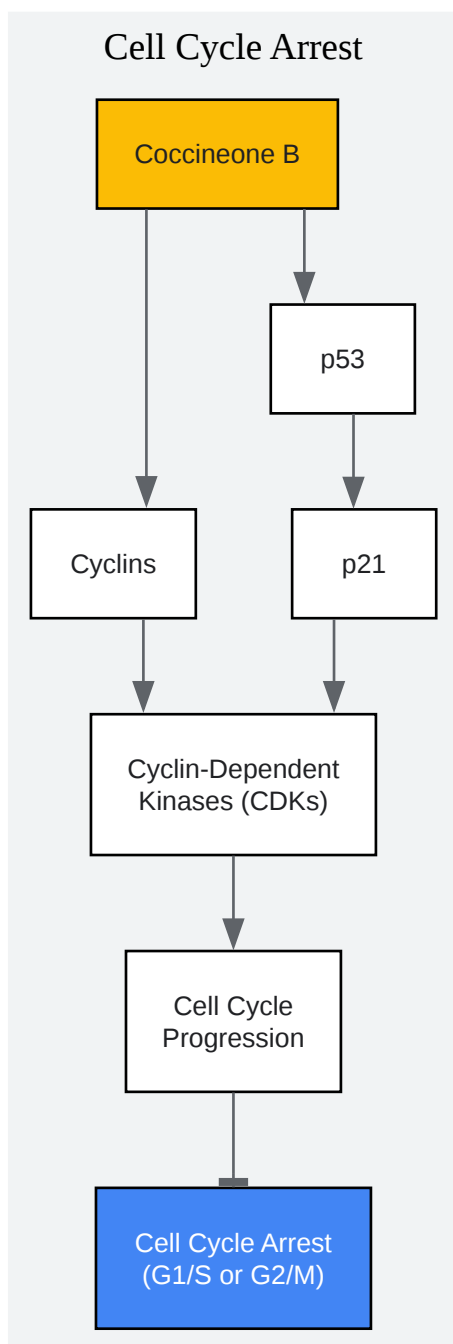 Cell Cycle Arrest
Coccineone B
p53
Cyclins
p21
Cyclin-Dependent
Kinases (CDKs)
Cell Cycle
Progression
Cell Cycle Arrest
(G1/S or G2/M)